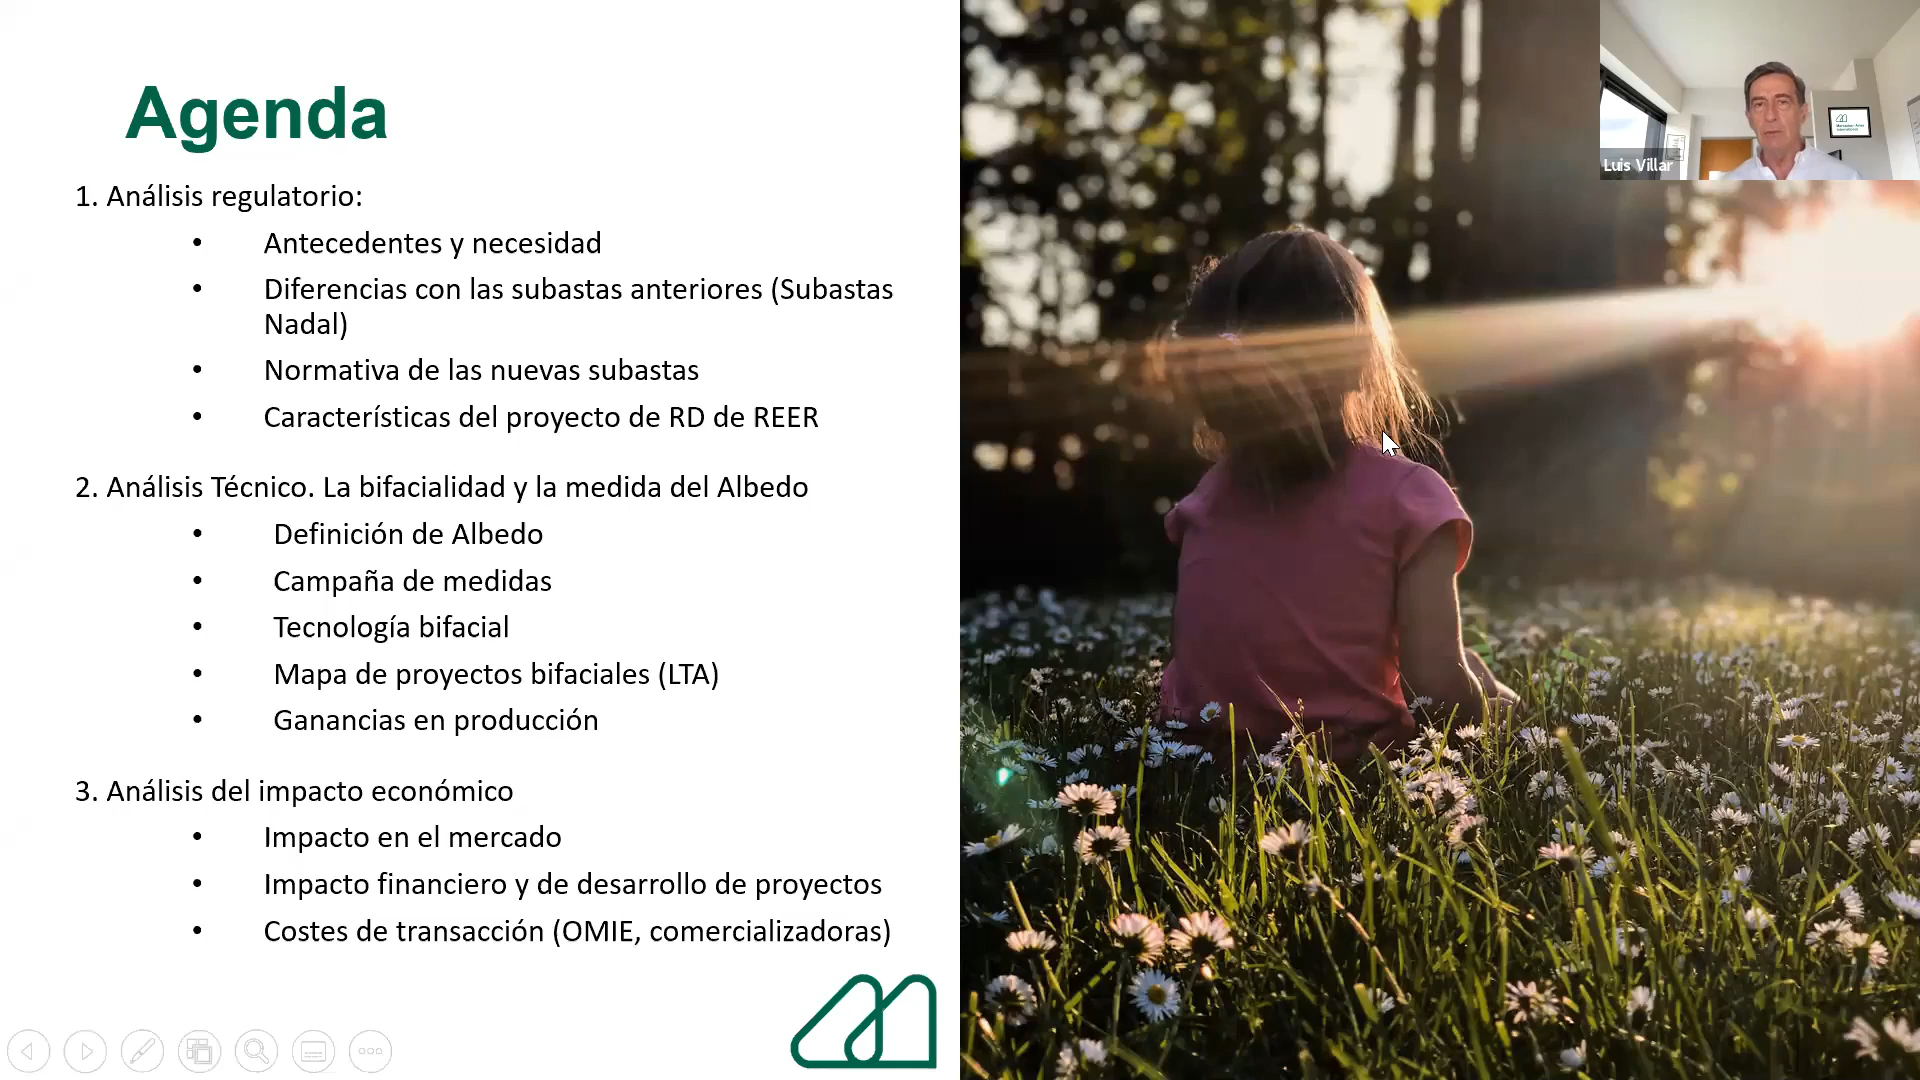 Agenda
1. Análisis regulatorio:
• Antecedentes y necesidad
• Diferencias con las subastas anteriores (Subastas
Nadal)
• Normativa de las nuevas subastas
• Características del proyecto de RD de REER
2. Análisis Técnico. La bifacialidad y la medida del Albedo
• Definición de Albedo
• Campaña de medidas
• Tecnología bifacial
• Mapa de proyectos bifaciales (LTA)
• Ganancias en producción
3. Análisis del impacto económico
• Impacto en el mercado
• Impacto financiero y de desarrollo de proyectos
• Costes de transacción (OMIE, comercializadoras)
Luis Villar